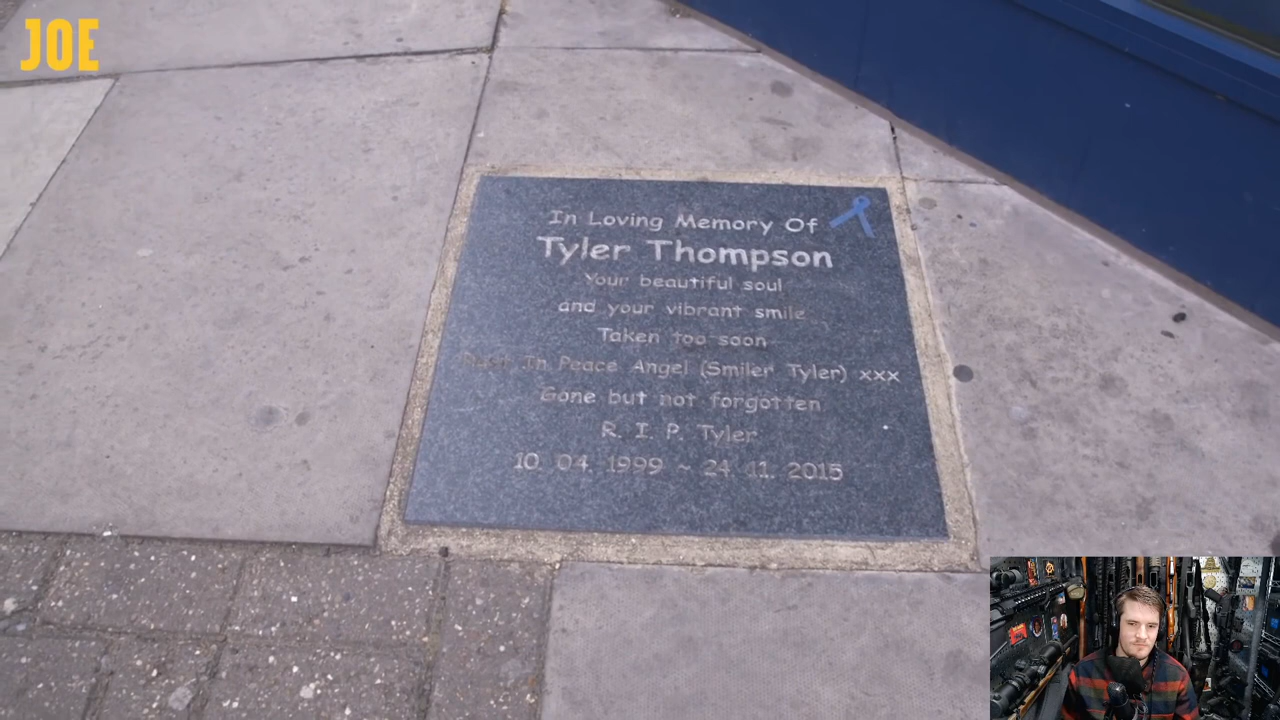 JOE
In Loving Memory Of
Tyler Thompson
Your beautiful soul
and your vibrant smile
Taken too soon
Rest In Peace Angel (Smiler Tyler) xxx
Gone but not forgotten
R. I. P. Tyler
10. 04. 1999 ~ 24. 11. 2015